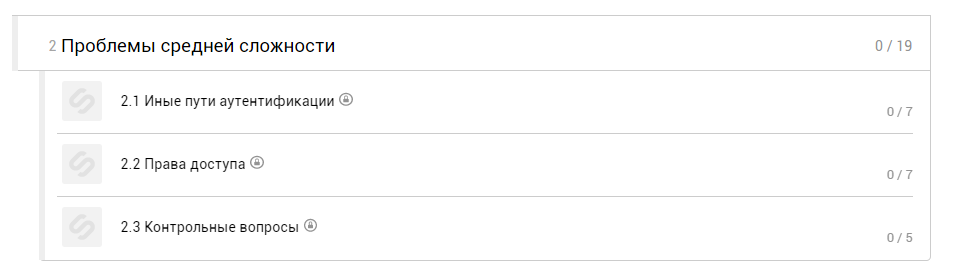 2 Проблемы средней сложности 0 / 19
2.1 Иные пути аутентификации 0 / 7
2.2 Права доступа 0 / 7
2.3 Контрольные вопросы 0 / 5